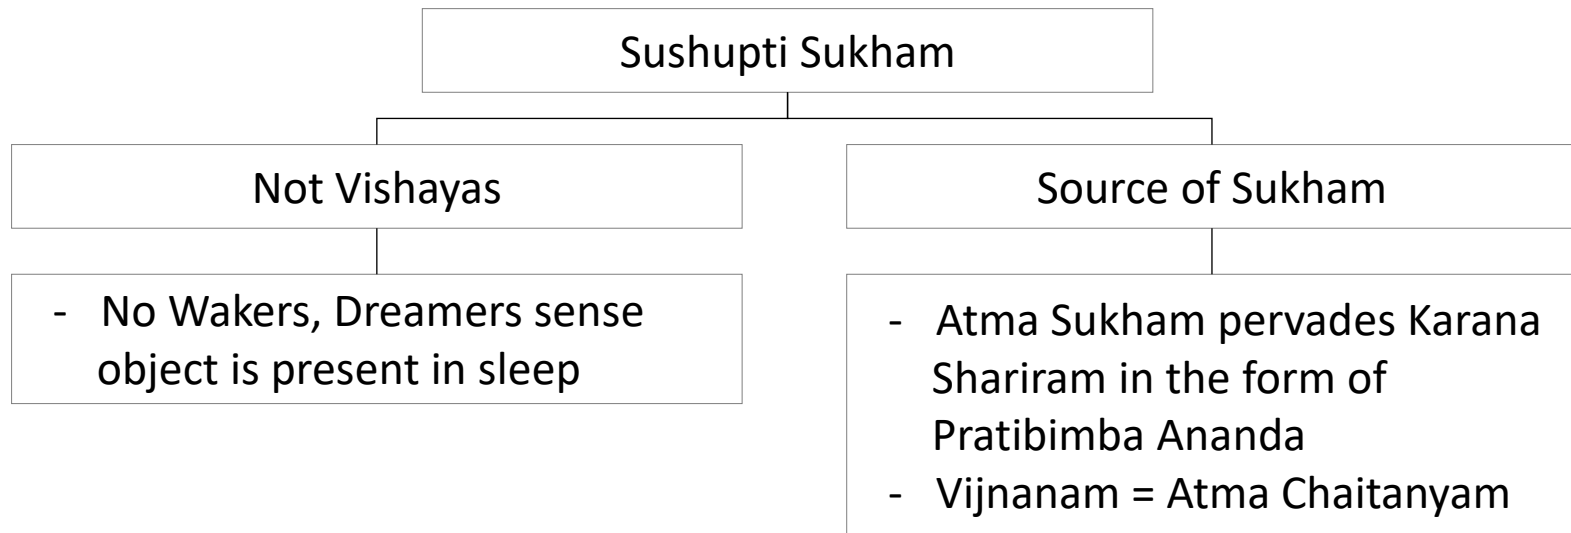 Sushupti Sukham
Not Vishayas
Source of Sukham
- No Wakers, Dreamers sense
object is present in sleep
- Atma Sukham pervades Karana
Shariram in the form of
Pratibimba Ananda
- Vijnanam = Atma Chaitanyam